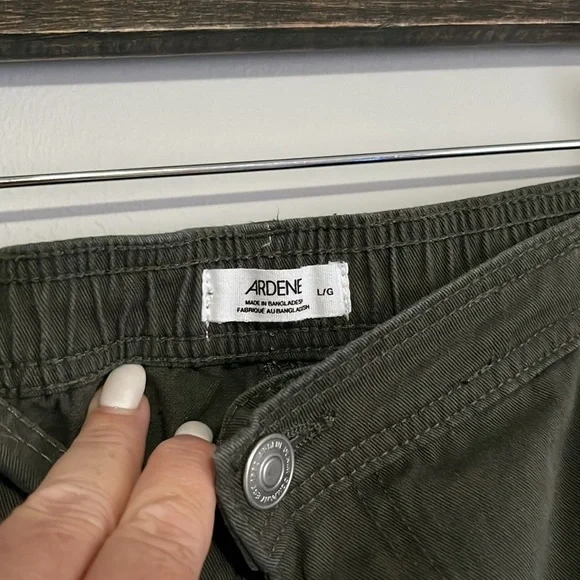 ARDENE
L/G
MADE IN BANGLADESH
FABRIQUÉ AU BANGLADESH